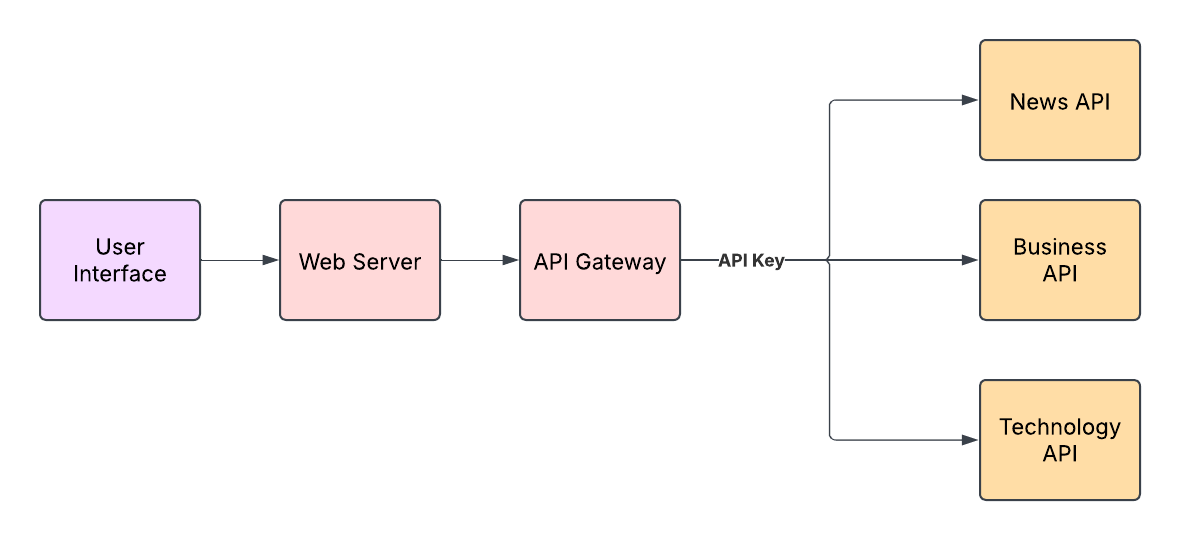 User
Interface
Web Server
API Gateway
API Key
News API
Business
API
Technology
API